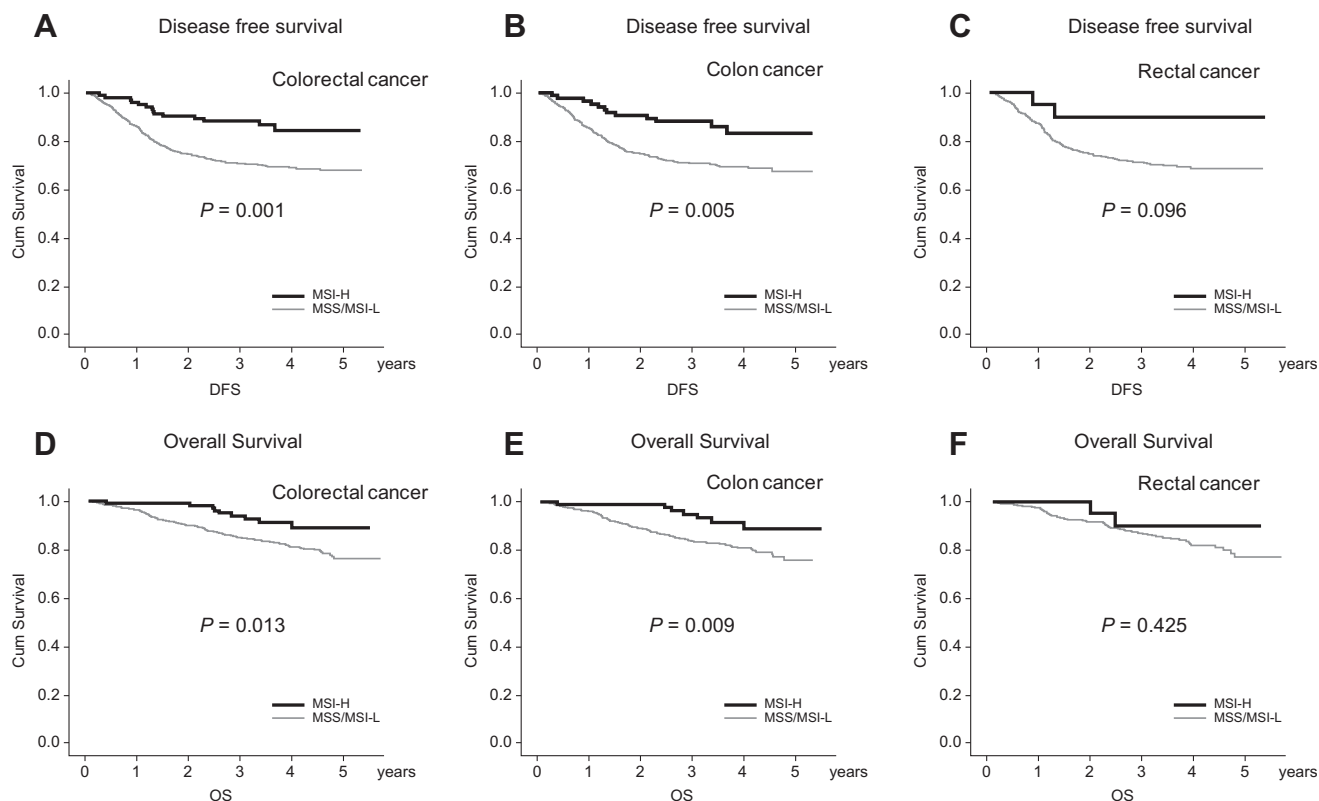 A Disease free survival
Colorectal cancer
1.0
0.8
0.6
0.4
0.2
0.0
Cum Survival
P = 0.001
MSI-H
MSS/MSI-L
0 1 2 3 4 5 years
DFS
B Disease free survival
Colon cancer
1.0
0.8
0.6
0.4
0.2
0.0
Cum Survival
P = 0.005
MSI-H
MSS/MSI-L
0 1 2 3 4 5 years
DFS
C Disease free survival
Rectal cancer
1.0
0.8
0.6
0.4
0.2
0.0
Cum Survival
P = 0.096
MSI-H
MSS/MSI-L
0 1 2 3 4 5 years
DFS
D Overall Survival
Colorectal cancer
1.0
0.8
0.6
0.4
0.2
0.0
Cum Survival
P = 0.013
MSI-H
MSS/MSI-L
0 1 2 3 4 5 years
OS
E Overall Survival
Colon cancer
1.0
0.8
0.6
0.4
0.2
0.0
Cum Survival
P = 0.009
MSI-H
MSS/MSI-L
0 1 2 3 4 5 years
OS
F Overall Survival
Rectal cancer
1.0
0.8
0.6
0.4
0.2
0.0
Cum Survival
P = 0.425
MSI-H
MSS/MSI-L
0 1 2 3 4 5 years
OS